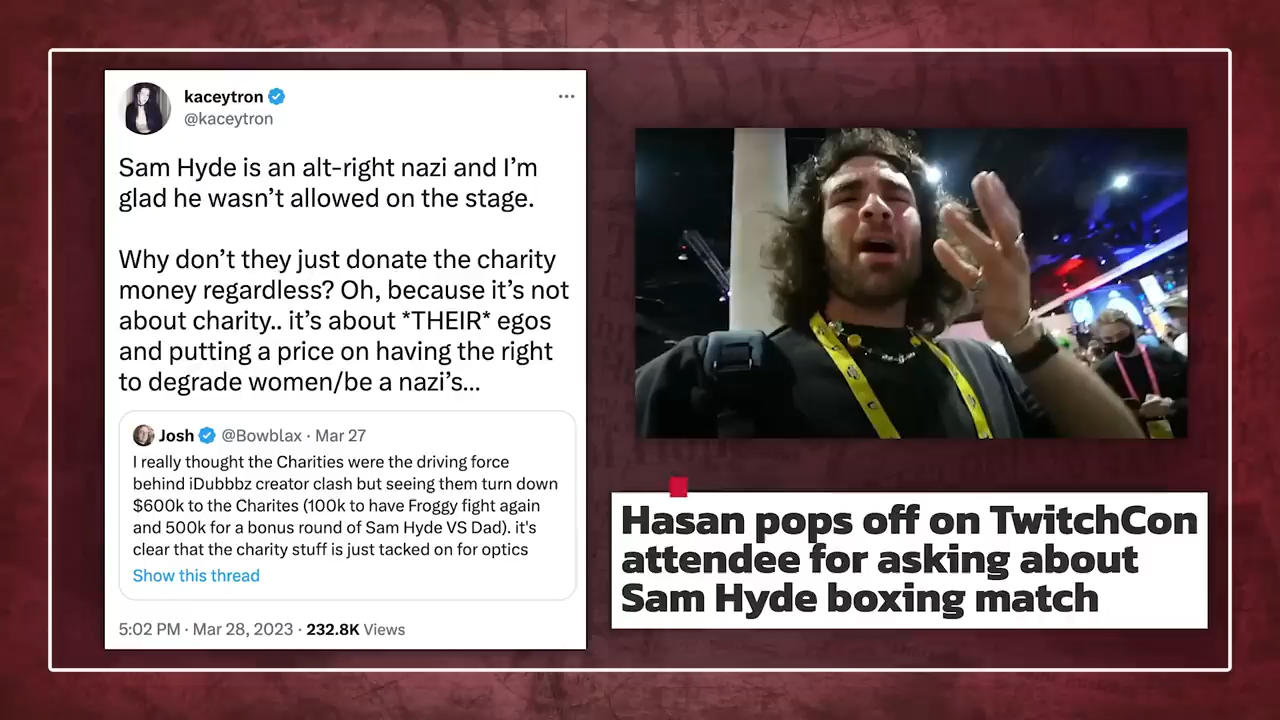 kaceytron
@kaceytron
Sam Hyde is an alt-right nazi and I’m
glad he wasn’t allowed on the stage.
Why don’t they just donate the charity
money regardless? Oh, because it’s not
about charity.. it’s about *THEIR* egos
and putting a price on having the right
to degrade women/be a nazi’s...
Josh @Bowblax · Mar 27
I really thought the Charities were the driving force
behind iDubbbz creator clash but seeing them turn down
$600k to the Charites (100k to have Froggy fight again
and 500k for a bonus round of Sam Hyde VS Dad). it's
clear that the charity stuff is just tacked on for optics
Show this thread
5:02 PM · Mar 28, 2023 · 232.8K Views
Hasan pops off on TwitchCon
attendee for asking about
Sam Hyde boxing match